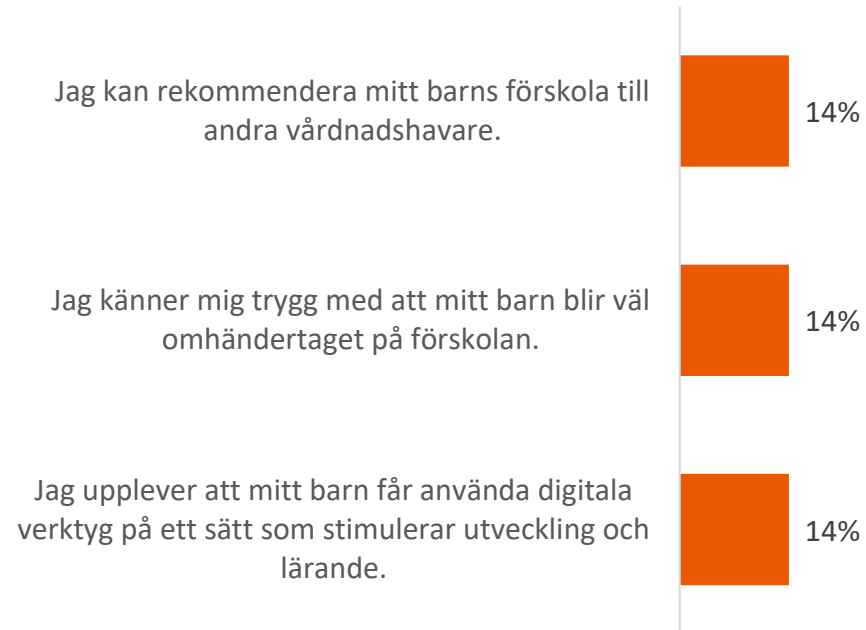 Jag kan rekommendera mitt barns förskola till
andra vårdnadshavare.
14%
Jag känner mig trygg med att mitt barn blir väl
omhändertaget på förskolan.
14%
Jag upplever att mitt barn får använda digitala
verktyg på ett sätt som stimulerar utveckling och
lärande.
14%